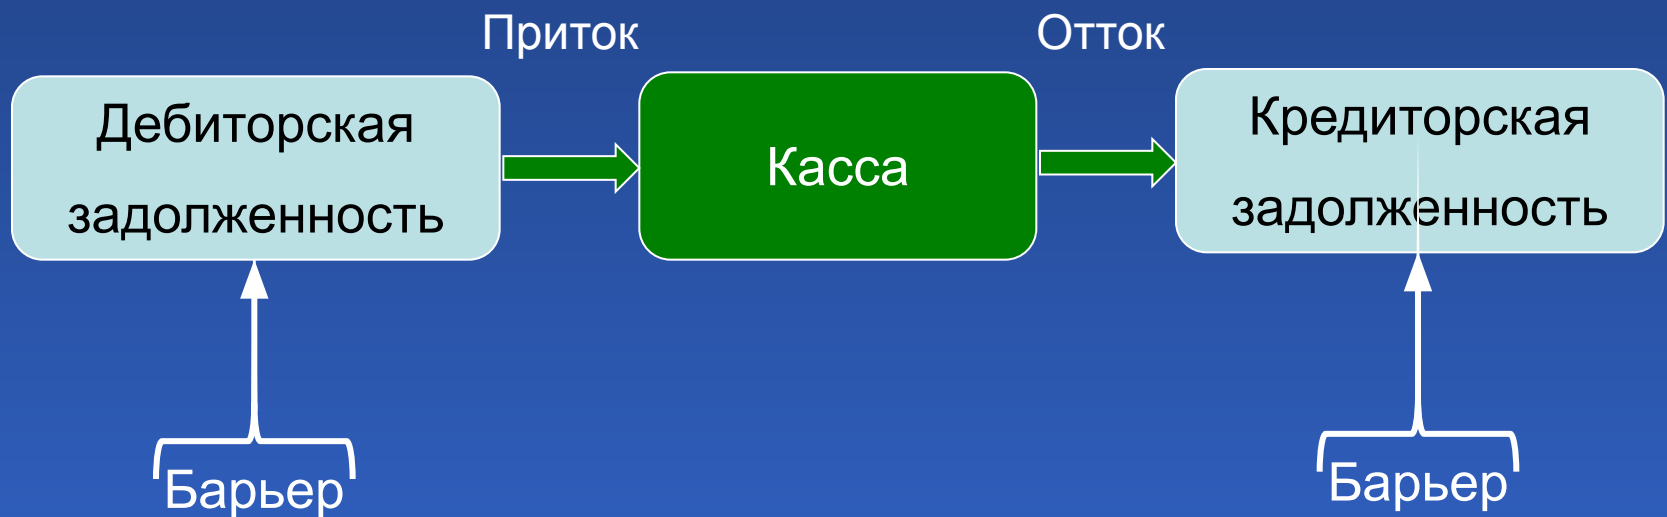 Приток
Отток
Дебиторская
задолженность
Касса
Кредиторская
задолженность
Барьер
Барьер